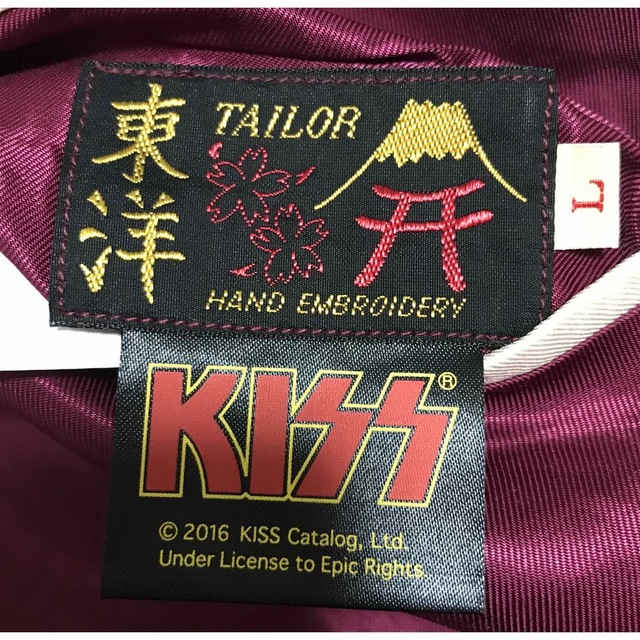 東洋
TAILOR
HAND EMBROIDERY
L
KISS®
© 2016 KISS Catalog, Ltd.
Under License to Epic Rights.